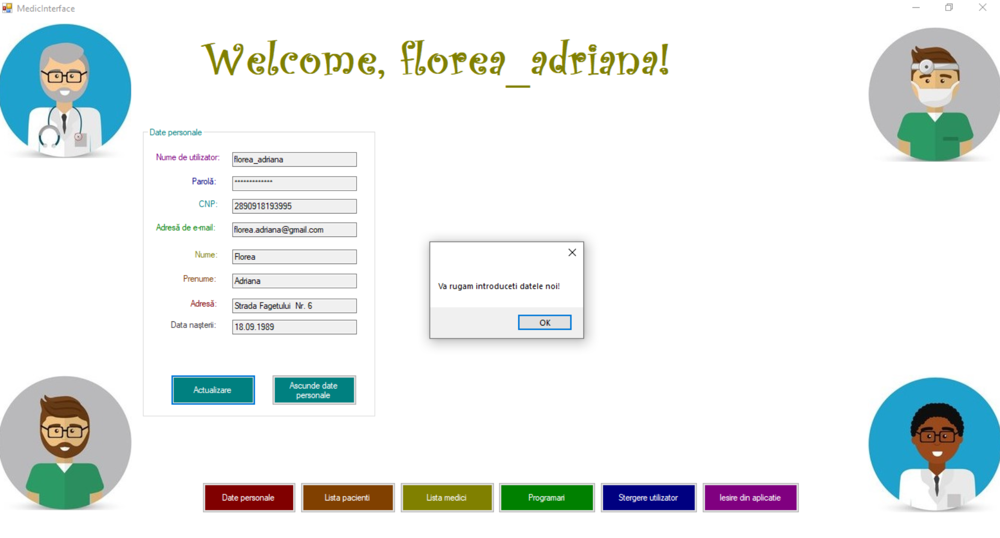 MedicInterface
Welcome, florea_adriana!
Date personale
Nume de utilizator: florea_adriana
Parolă: *************
CNP: 2890918193995
Adresă de e-mail: florea.adriana@gmail.com
Nume: Florea
Prenume: Adriana
Adresă: Strada Fagetului  Nr. 6
Data nașterii: 18.09.1989
Actualizare
Ascunde date
personale
Va rugam introduceti datele noi!
OK
Date personale
Lista pacienti
Lista medici
Programari
Stergere utilizator
Iesire din aplicatie